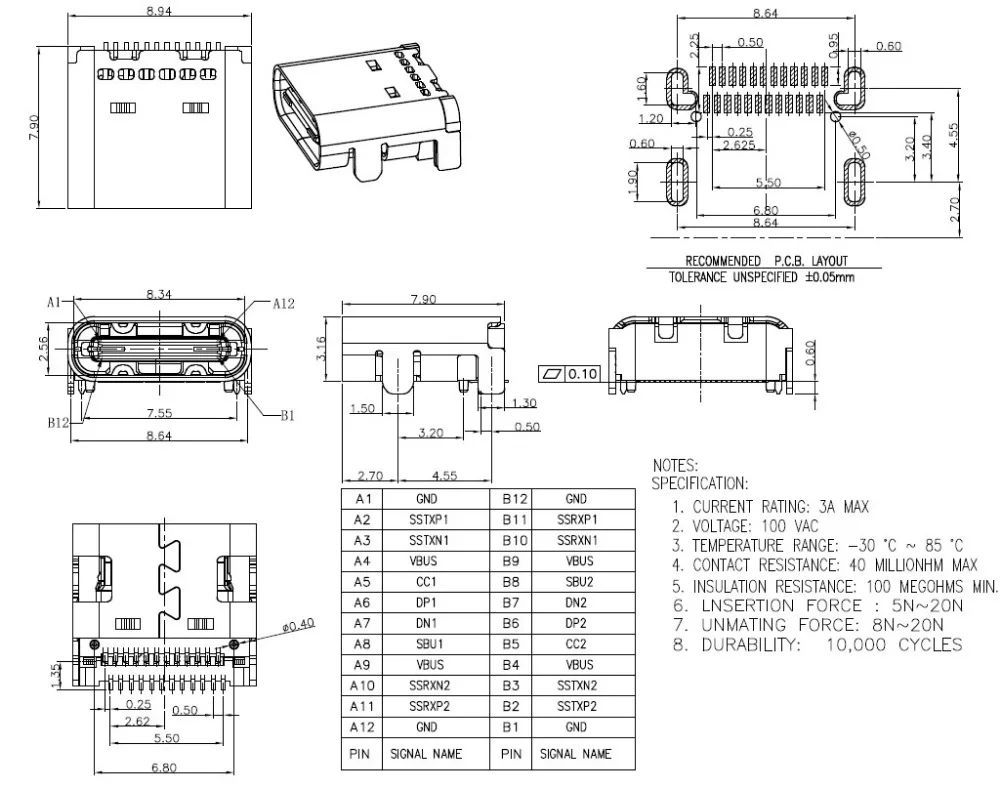 8.94
7.90
8.64
2.25
0.50
0.95
0.60
1.60
1.20
0.25
0.60
2.625
ø0.50
3.20
3.40
4.55
1.90
5.50
2.70
6.80
8.64
RECOMMENDED P.C.B. LAYOUT
TOLERANCE UNSPECIFIED ±0.05mm
8.34
A1
A12
2.56
B12
B1
7.55
8.64
7.90
3.16
1.50
1.30
3.20
0.50
2.70
4.55
0.10
0.60
A1 GND B12 GND
A2 SSTXP1 B11 SSRXP1
A3 SSTXN1 B10 SSRXN1
A4 VBUS B9 VBUS
A5 CC1 B8 SBU2
A6 DP1 B7 DN2
A7 DN1 B6 DP2
A8 SBU1 B5 CC2
A9 VBUS B4 VBUS
A10 SSRXN2 B3 SSTXN2
A11 SSRXP2 B2 SSTXP2
A12 GND B1 GND
PIN SIGNAL NAME PIN SIGNAL NAME
NOTES:
SPECIFICATION:
1. CURRENT RATING: 3A MAX
2. VOLTAGE: 100 VAC
3. TEMPERATURE RANGE: -30 °C ~ 85 °C
4. CONTACT RESISTANCE: 40 MILLIONHM MAX
5. INSULATION RESISTANCE: 100 MEGOHMS MIN.
6. LNSERTION FORCE : 5N~20N
7. UNMATING FORCE: 8N~20N
8. DURABILITY: 10,000 CYCLES
ø0.40
1.35
0.25
0.50
2.62
5.50
6.80